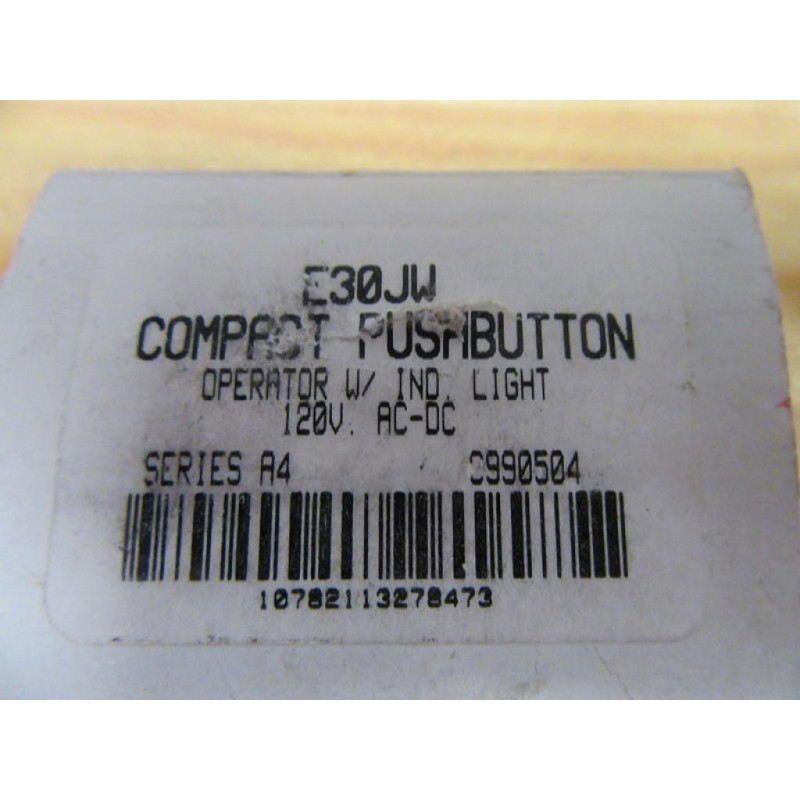 E30JW
COMPACT PUSHBUTTON
OPERATOR W/ IND. LIGHT
120V. AC-DC
SERIES A4 C990504
10782113278473